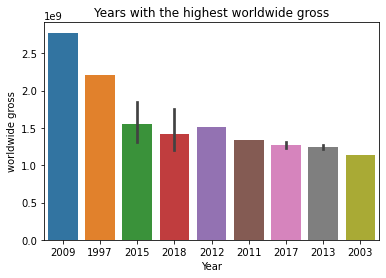 Years with the highest worldwide gross
1e9
2.5
2.0
1.5
1.0
0.5
0.0
worldwide gross
2009 1997 2015 2018 2012 2011 2017 2013 2003
Year